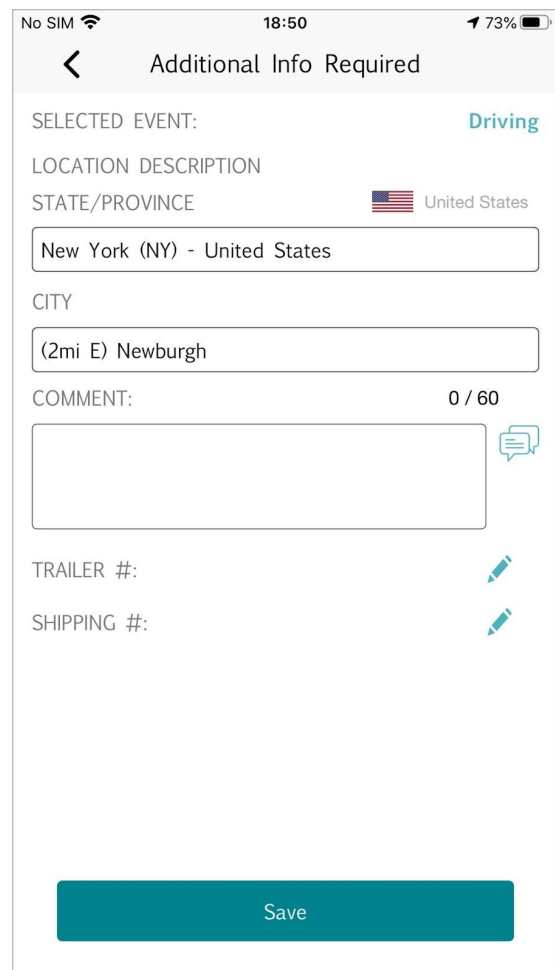 No SIM 18:50 73%
Additional Info Required
SELECTED EVENT: Driving
LOCATION DESCRIPTION
STATE/PROVINCE United States
New York (NY) - United States
CITY
(2mi E) Newburgh
COMMENT: 0 / 60
TRAILER #:
SHIPPING #:
Save